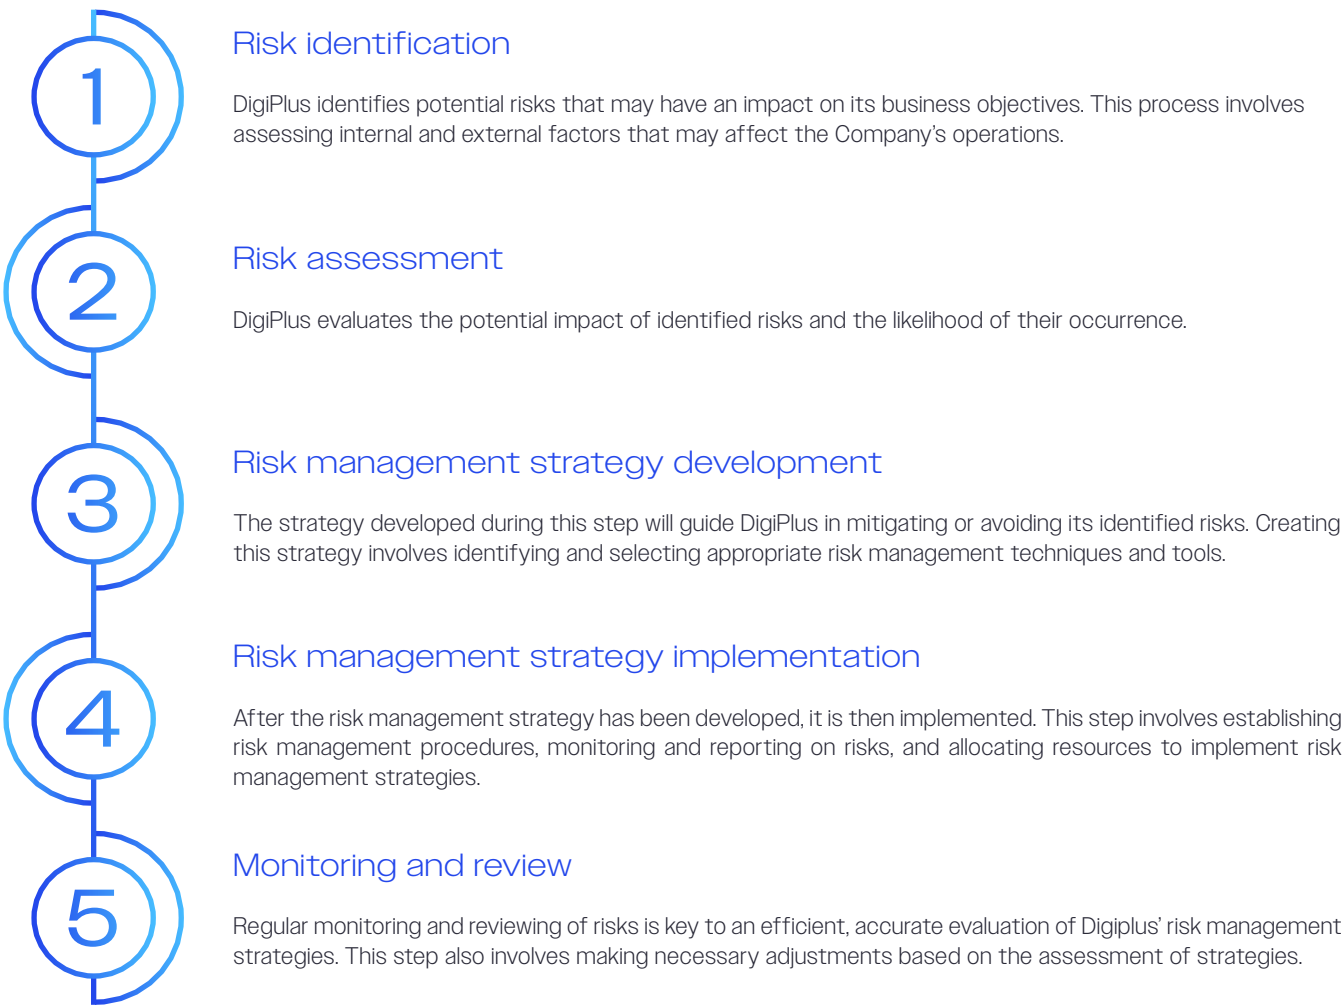 1
Risk identification
DigiPlus identifies potential risks that may have an impact on its business objectives. This process involves
assessing internal and external factors that may affect the Company's operations.
2
Risk assessment
DigiPlus evaluates the potential impact of identified risks and the likelihood of their occurrence.
3
Risk management strategy development
The strategy developed during this step will guide DigiPlus in mitigating or avoiding its identified risks. Creating
this strategy involves identifying and selecting appropriate risk management techniques and tools.
4
Risk management strategy implementation
After the risk management strategy has been developed, it is then implemented. This step involves establishing
risk management procedures, monitoring and reporting on risks, and allocating resources to implement risk
management strategies.
5
Monitoring and review
Regular monitoring and reviewing of risks is key to an efficient, accurate evaluation of Digiplus' risk management
strategies. This step also involves making necessary adjustments based on the assessment of strategies.